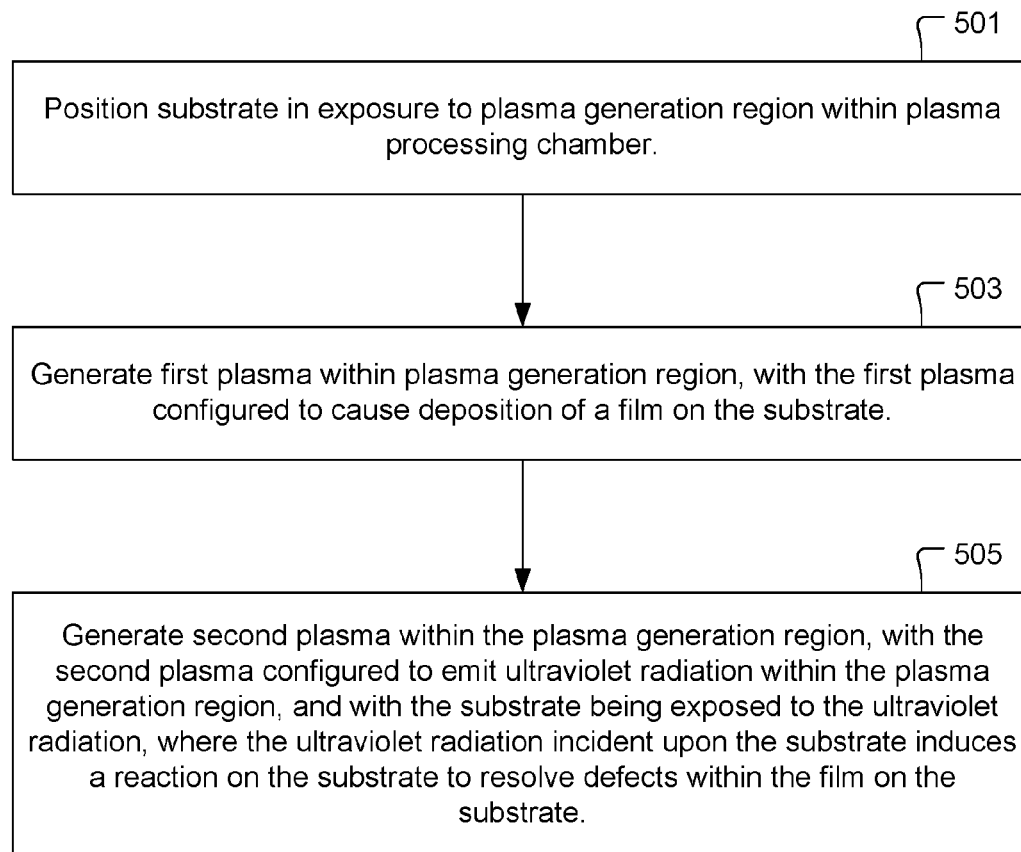 501
Position substrate in exposure to plasma generation region within plasma
processing chamber.
503
Generate first plasma within plasma generation region, with the first plasma
configured to cause deposition of a film on the substrate.
505
Generate second plasma within the plasma generation region, with the
second plasma configured to emit ultraviolet radiation within the plasma
generation region, and with the substrate being exposed to the ultraviolet
radiation, where the ultraviolet radiation incident upon the substrate induces
a reaction on the substrate to resolve defects within the film on the
substrate.